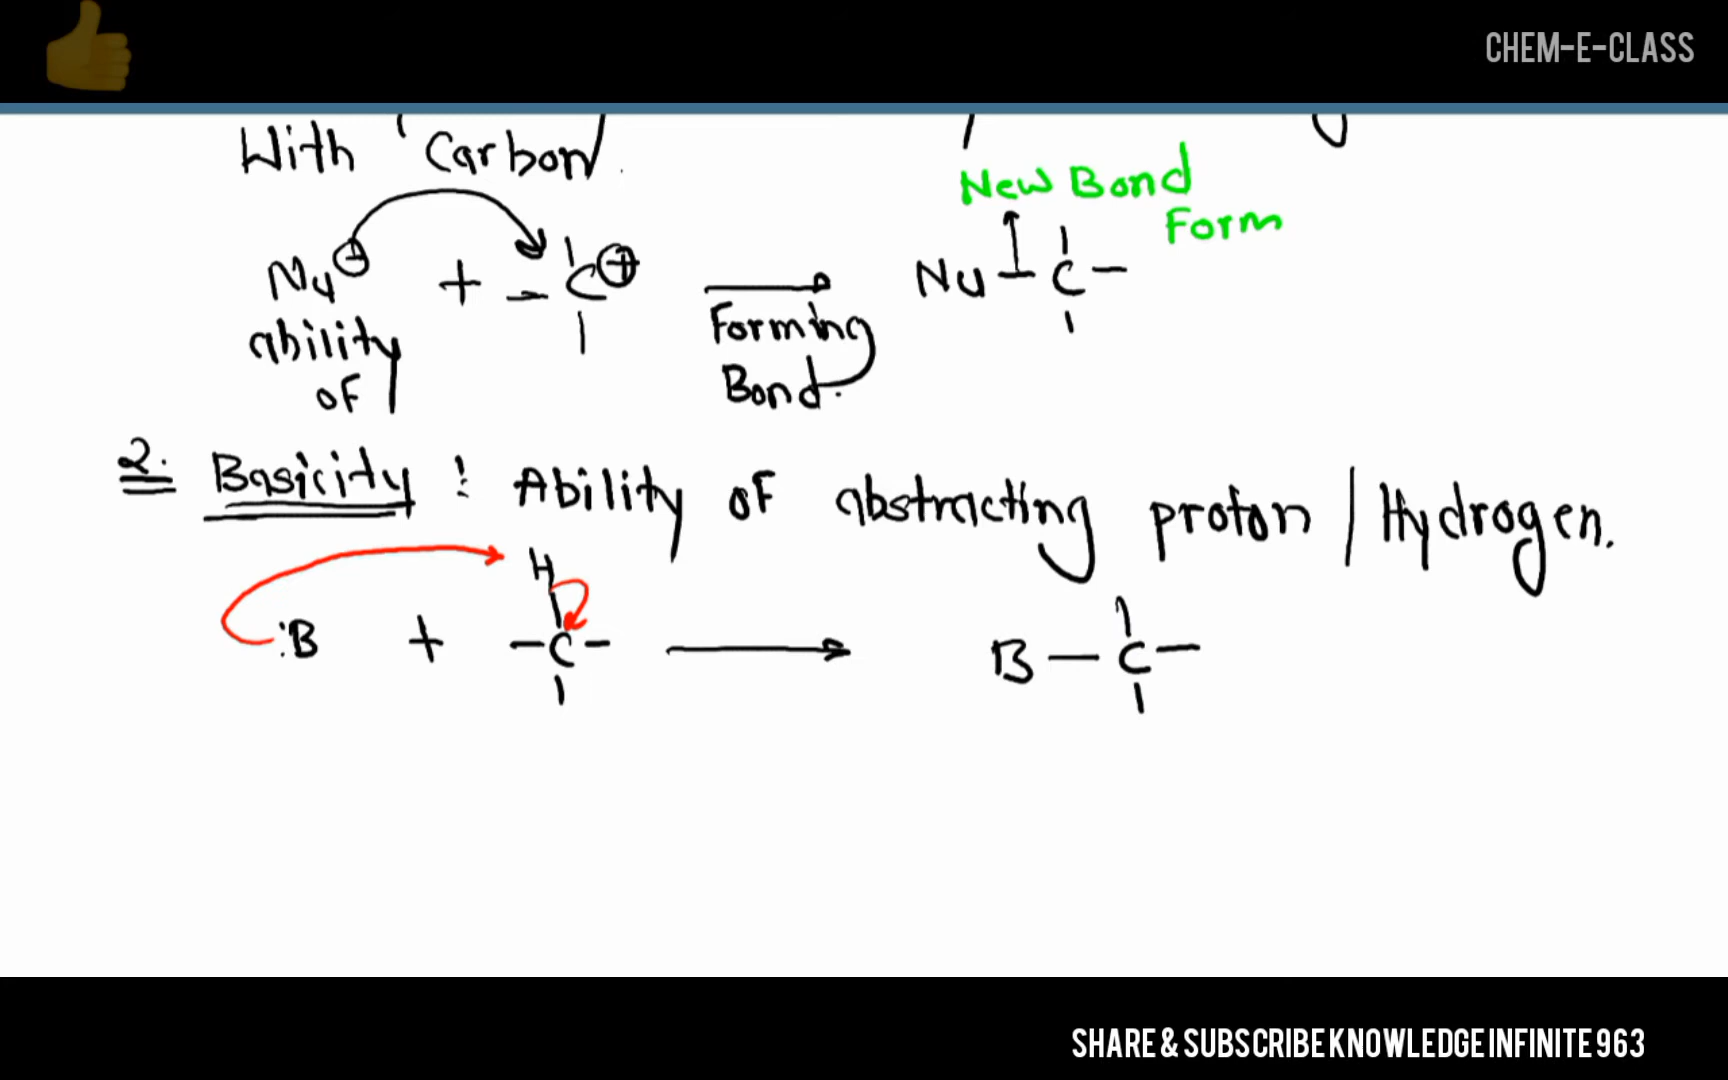 CHEM-E-CLASS
With Carbon
New Bond
Form
Nu + C Nu C
ability
of
Forming
Bond.
2. Basicity : Ability of abstracting proton / Hydrogen.
H
:B + C B C
SHARE & SUBSCRIBE KNOWLEDGE INFINITE 963